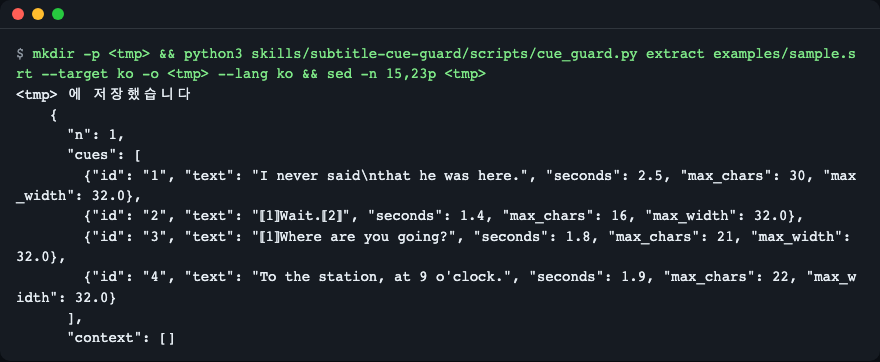 $ mkdir -p <tmp> && python3 skills/subtitle-cue-guard/scripts/cue_guard.py extract examples/sample.s
rt --target ko -o <tmp> --lang ko && sed -n 15,23p <tmp>
<tmp> 에 저장했습니다
    {
      "n": 1,
      "cues": [
        {"id": "1", "text": "I never said\nthat he was here.", "seconds": 2.5, "max_chars": 30, "max
_width": 32.0},
        {"id": "2", "text": "⟦1⟧Wait.⟦2⟧", "seconds": 1.4, "max_chars": 16, "max_width": 32.0},
        {"id": "3", "text": "⟦1⟧Where are you going?", "seconds": 1.8, "max_chars": 21, "max_width":
32.0},
        {"id": "4", "text": "To the station, at 9 o'clock.", "seconds": 1.9, "max_chars": 22, "max_w
idth": 32.0}
      ],
      "context": []